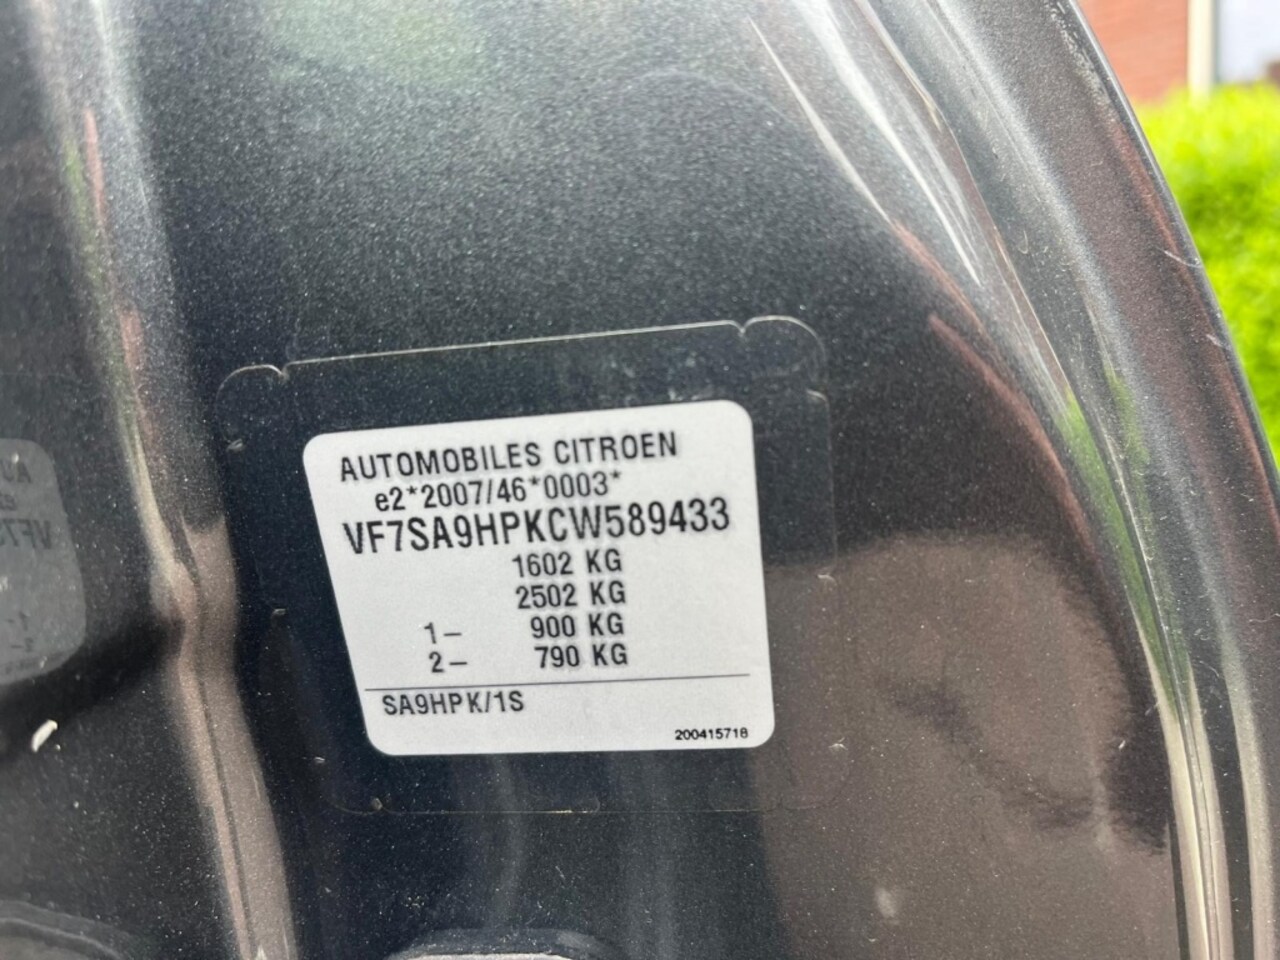 AUTOMOBILES CITROEN
e2*2007/46*0003*
VF7SA9HPKCW589433
1602 KG
2502 KG
1– 900 KG
2– 790 KG
SA9HPK/1S
200415718